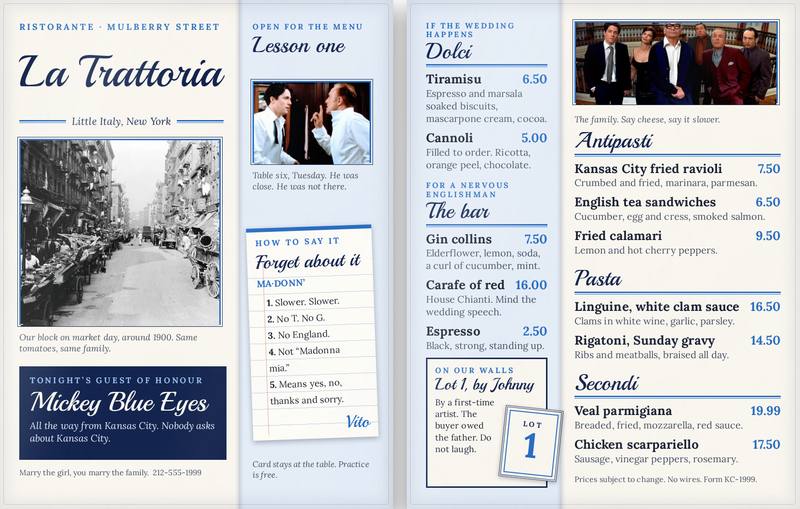 RISTORANTE · MULBERRY STREET
La Trattoria
Little Italy, New York
Our block on market day, around 1900. Same
tomatoes, same family.
TONIGHT'S GUEST OF HONOUR
Mickey Blue Eyes
All the way from Kansas City. Nobody asks
about Kansas City.
Marry the girl, you marry the family. 212-555-1999
OPEN FOR THE MENU
Lesson one
Table six, Tuesday. He was
close. He was not there.
HOW TO SAY IT
Forget about it
MA·DONN'
1. Slower. Slower.
2. No T. No G.
3. No England.
4. Not “Madonna
mia.”
5. Means yes, no,
thanks and sorry.
Vito
Card stays at the table. Practice
is free.
IF THE WEDDING
HAPPENS
Dolci
Tiramisu 6.50
Espresso and marsala
soaked biscuits,
mascarpone cream, cocoa.
Cannoli 5.00
Filled to order. Ricotta,
orange peel, chocolate.
FOR A NERVOUS
ENGLISHMAN
The bar
Gin collins 7.50
Elderflower, lemon, soda,
a curl of cucumber, mint.
Carafe of red 16.00
House Chianti. Mind the
wedding speech.
Espresso 2.50
Black, strong, standing up.
ON OUR WALLS
Lot 1, by Johnny
By a first-time
artist. The
buyer owed
the father. Do
not laugh.
LOT
1
The family. Say cheese, say it slower.
Antipasti
Kansas City fried ravioli 7.50
Crumbed and fried, marinara, parmesan.
English tea sandwiches 6.50
Cucumber, egg and cress, smoked salmon.
Fried calamari 9.50
Lemon and hot cherry peppers.
Pasta
Linguine, white clam sauce 16.50
Clams in white wine, garlic, parsley.
Rigatoni, Sunday gravy 14.50
Ribs and meatballs, braised all day.
Secondi
Veal parmigiana 19.99
Breaded, fried, mozzarella, red sauce.
Chicken scarpariello 17.50
Sausage, vinegar peppers, rosemary.
Prices subject to change. No wires. Form KC-1999.